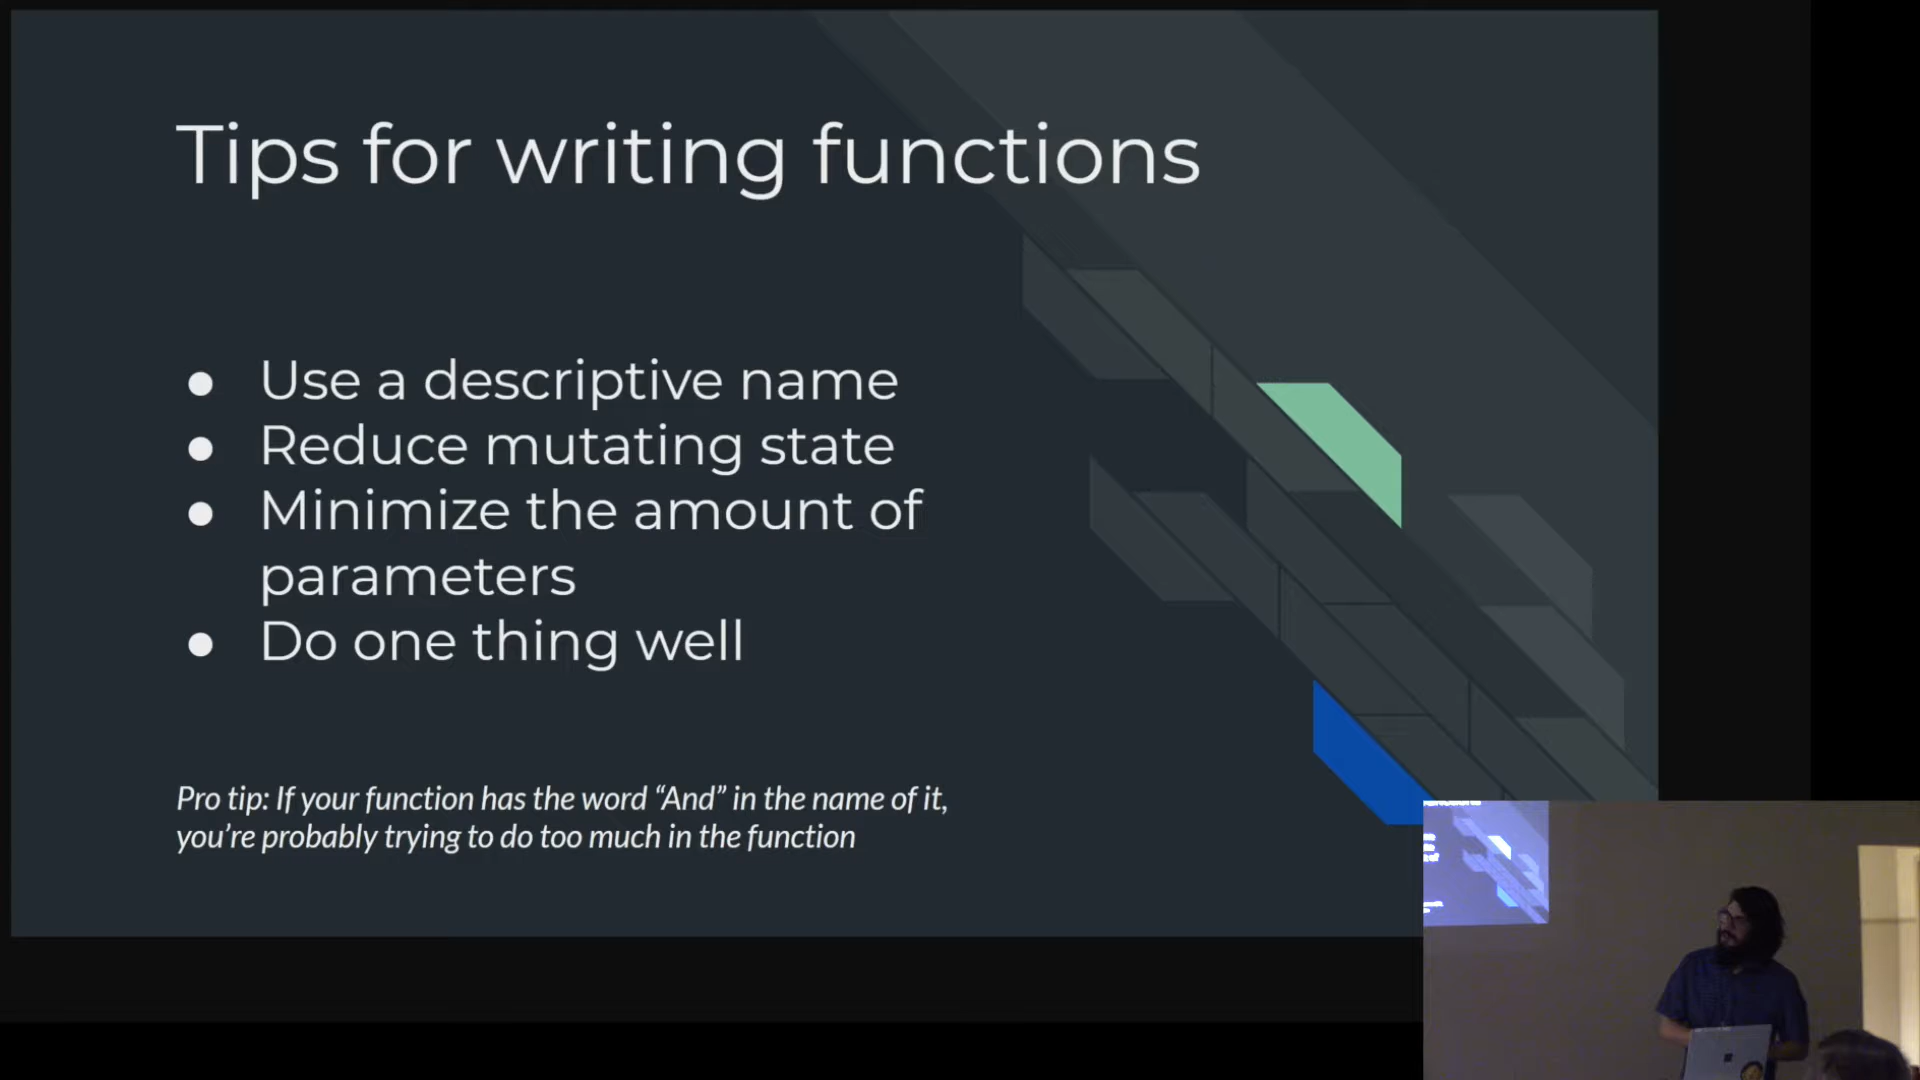 Tips for writing functions
● Use a descriptive name
● Reduce mutating state
● Minimize the amount of
parameters
● Do one thing well
Pro tip: If your function has the word “And” in the name of it,
you’re probably trying to do too much in the function